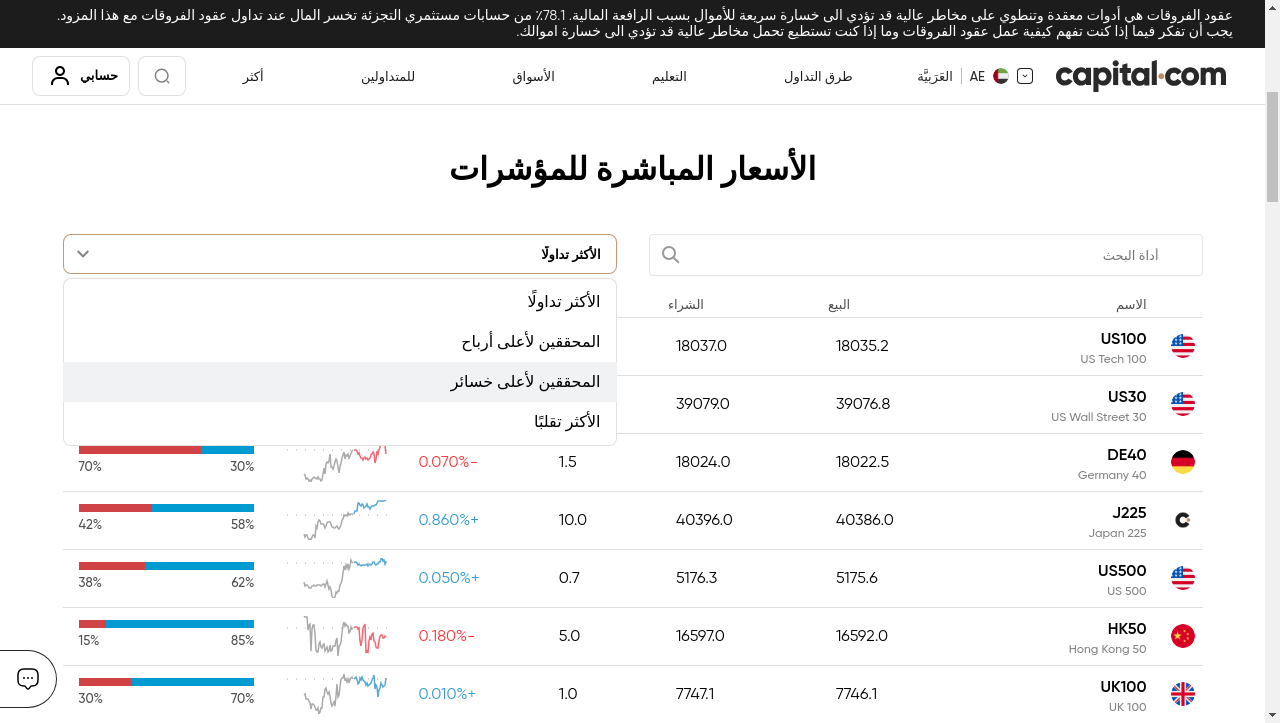 عقود الفروقات هي أدوات معقدة وتنطوي على مخاطر عالية قد تؤدي الى خسارة سريعة للأموال بسبب الرافعة المالية. 78.1٪ من حسابات مستثمري التجزئة تخسر المال عند تداول عقود الفروقات مع هذا المزود.
يجب أن تفكر فيما إذا كنت تفهم كيفية عمل عقود الفروقات وما إذا كنت تستطيع تحمل مخاطر عالية قد تؤدي الى خسارة اموالك.
capital.com AE العَرَبيَّة طرق التداول التعليم الأسواق للمتداولين أكثر حسابي
الأسعار المباشرة للمؤشرات
أداة البحث الأكثر تداولًا
الأكثر تداولًا
المحققين لأعلى أرباح
المحققين لأعلى خسائر
الأكثر تقلبًا
الاسم البيع الشراء
US100 18035.2 18037.0
US Tech 100
US30 39076.8 39079.0
US Wall Street 30
DE40 18022.5 18024.0 1.5 0.070%-
Germany 40 30% 70%
J225 40386.0 40396.0 10.0 0.860%+
Japan 225 58% 42%
US500 5175.6 5176.3 0.7 0.050%+
US 500 62% 38%
HK50 16592.0 16597.0 5.0 0.180%-
Hong Kong 50 85% 15%
UK100 7746.1 7747.1 1.0 0.010%+
UK 100 70% 30%